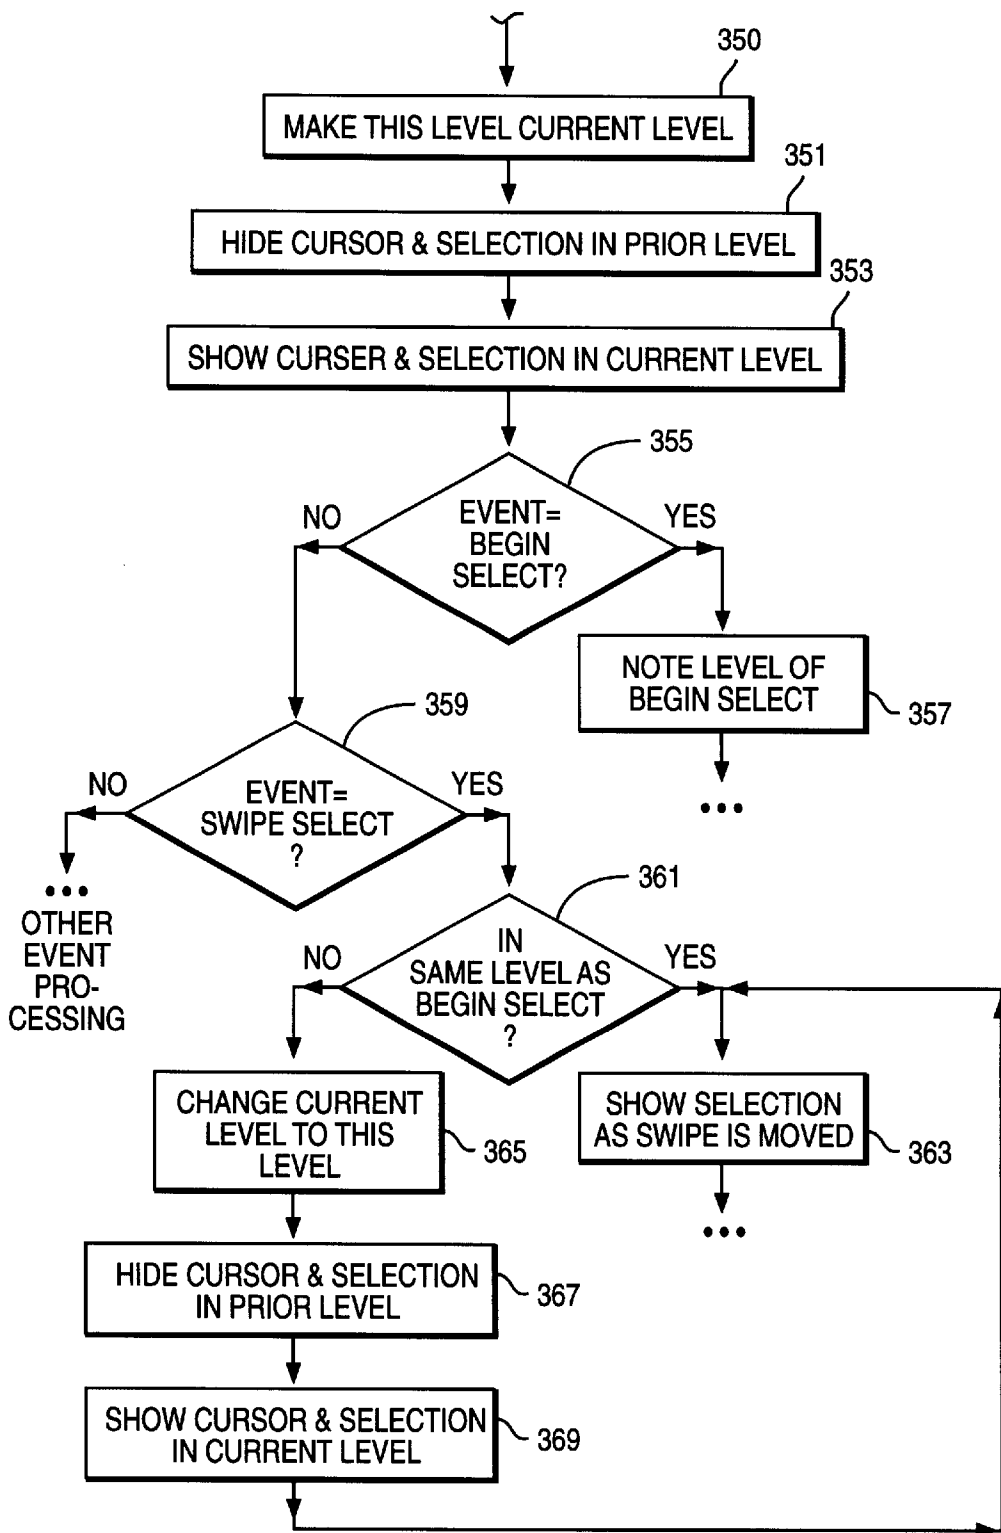 350
MAKE THIS LEVEL CURRENT LEVEL
351
HIDE CURSOR & SELECTION IN PRIOR LEVEL
353
SHOW CURSER & SELECTION IN CURRENT LEVEL
355
NO
EVENT=
BEGIN
SELECT?
YES
NOTE LEVEL OF
BEGIN SELECT
357
359
NO
EVENT=
SWIPE SELECT
?
YES
•••
•••
OTHER
EVENT
PRO-
CESSING
361
NO
IN
SAME LEVEL AS
BEGIN SELECT
?
YES
CHANGE CURRENT
LEVEL TO THIS
LEVEL
365
SHOW SELECTION
AS SWIPE IS MOVED
363
•••
HIDE CURSOR & SELECTION
IN PRIOR LEVEL
367
SHOW CURSOR & SELECTION
IN CURRENT LEVEL
369